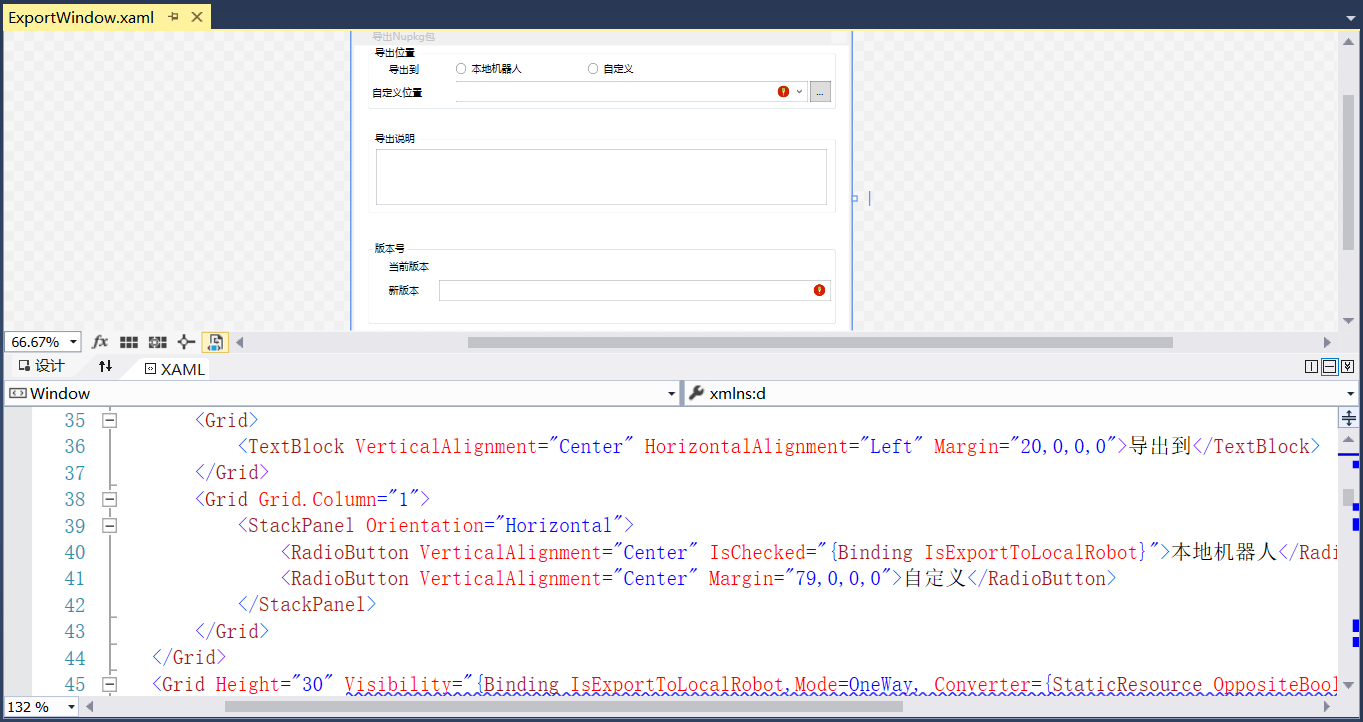 ExportWindow.xaml
导出Nupkg包
导出位置
导出到 本地机器人 自定义
自定义位置 ...
导出说明
版本号
当前版本
新版本
66.67% fx
设计 XAML
Window xmlns:d
35 <Grid>
36 <TextBlock VerticalAlignment="Center" HorizontalAlignment="Left" Margin="20,0,0,0">导出到</TextBlock>
37 </Grid>
38 <Grid Grid.Column="1">
39 <StackPanel Orientation="Horizontal">
40 <RadioButton VerticalAlignment="Center" IsChecked="{Binding IsExportToLocalRobot}">本地机器人</Radi
41 <RadioButton VerticalAlignment="Center" Margin="79,0,0,0">自定义</RadioButton>
42 </StackPanel>
43 </Grid>
44 </Grid>
45 <Grid Height="30" Visibility="{Binding IsExportToLocalRobot,Mode=OneWay, Converter={StaticResource OppositeBool
132 %